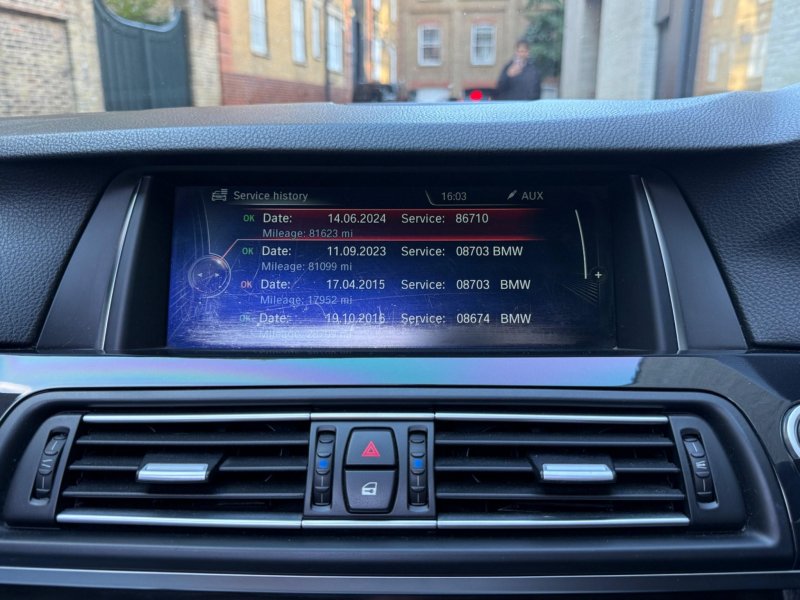 Service history 16:03 AUX
OK Date: 14.06.2024 Service: 86710
Mileage: 81623 mi
OK Date: 11.09.2023 Service: 08703 BMW
Mileage: 81099 mi
OK Date: 17.04.2015 Service: 08703 BMW
Mileage: 17952 mi
OK Date: 19.10.2016 Service: 08674 BMW